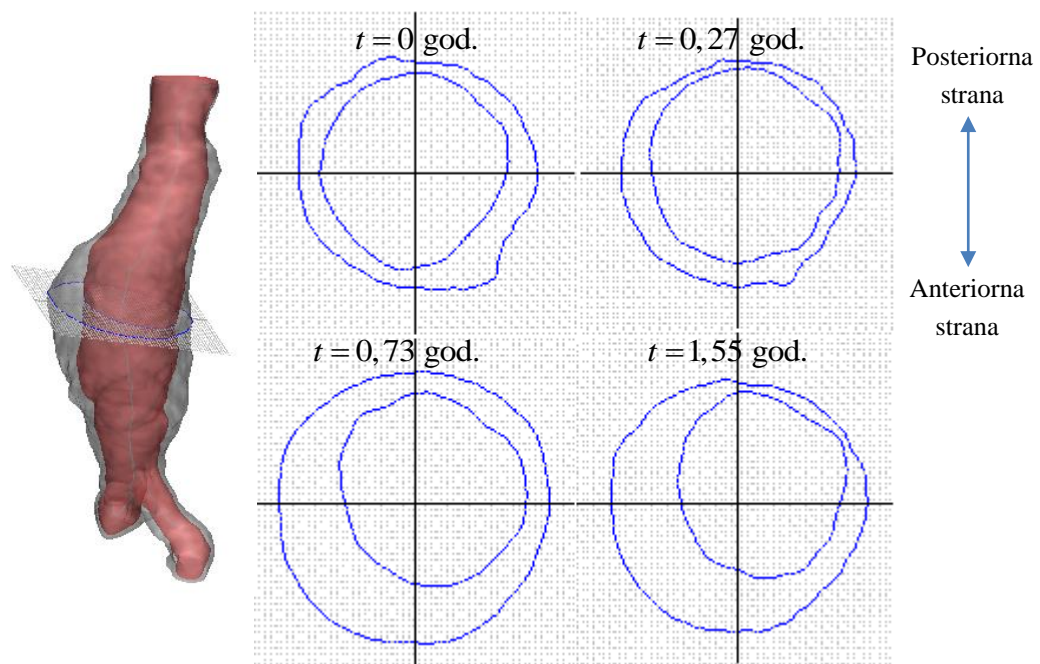 t = 0 god.
t = 0,27 god.
Posteriorna
strana
Anteriorna
strana
t = 0,73 god.
t = 1,55 god.